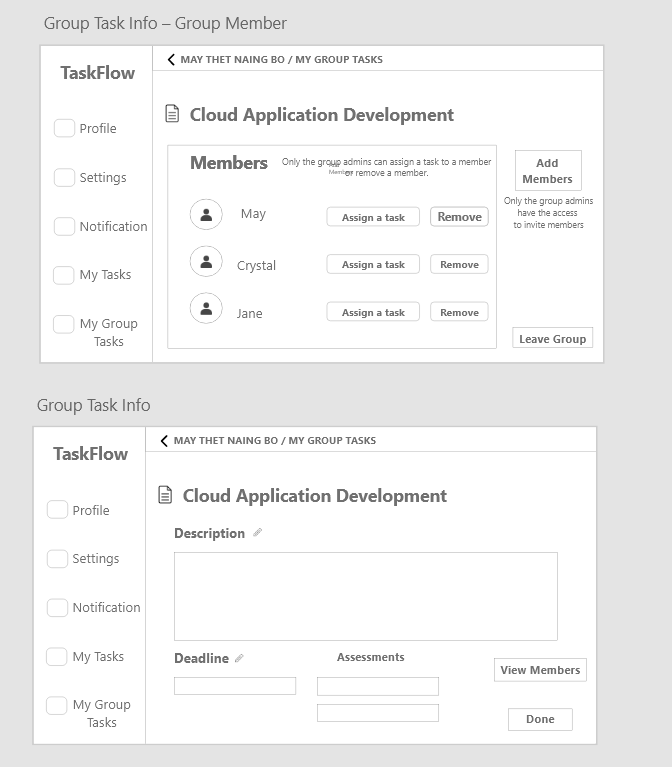 Group Task Info – Group Member
TaskFlow
Profile
Settings
Notification
My Tasks
My Group
Tasks
MAY THET NAING BO / MY GROUP TASKS
Cloud Application Development
Members
Only the group admins can assign a task to a member
or remove a member.
May
Assign a task
Remove
Crystal
Assign a task
Remove
Jane
Assign a task
Remove
Add
Members
Only the group admins
have the access
to invite members
Leave Group
Group Task Info
TaskFlow
Profile
Settings
Notification
My Tasks
My Group
Tasks
MAY THET NAING BO / MY GROUP TASKS
Cloud Application Development
Description
Deadline
Assessments
View Members
Done